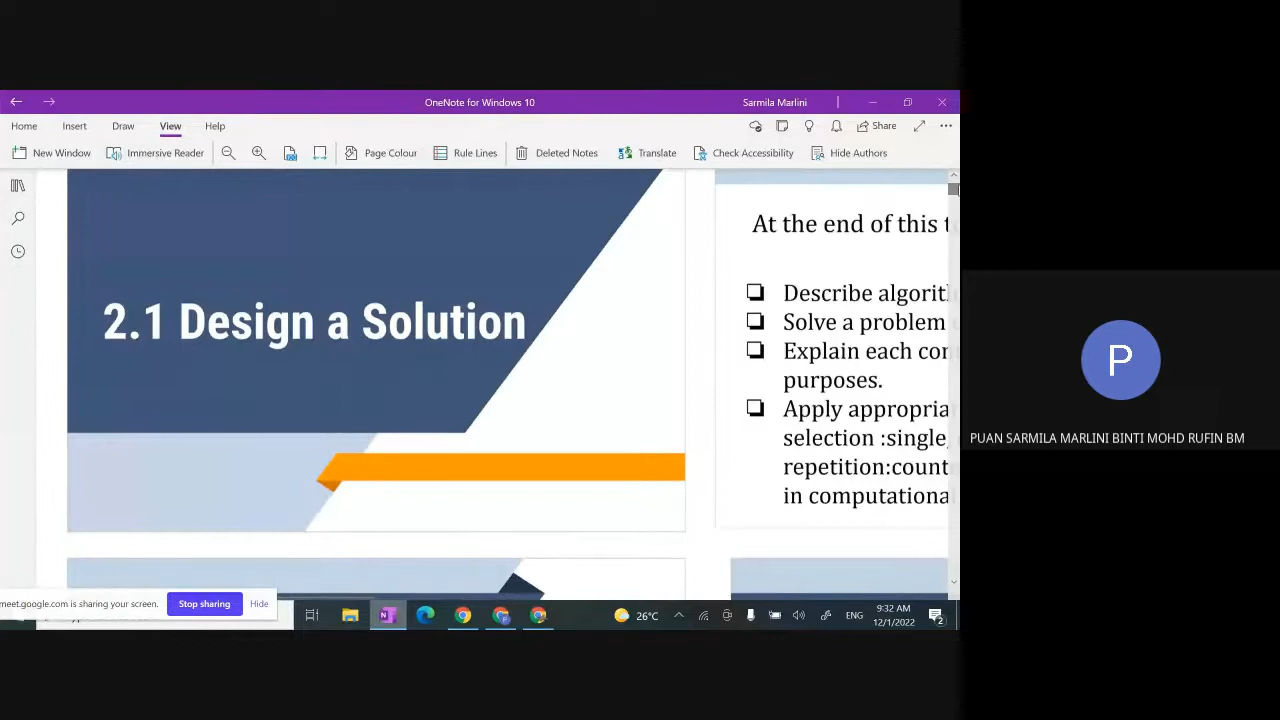 OneNote for Windows 10
Sarmila Marlini
Home Insert Draw View Help
Share
New Window Immersive Reader Page Colour Rule Lines Deleted Notes Translate Check Accessibility Hide Authors
2.1 Design a Solution
At the end of this
Describe
Solve a problem
Explain each
purposes.
Apply
selection :single
in
P
PUAN SARMILA MARLINI BINTI MOHD RUFIN BM
meet.google.com is sharing your screen. Stop sharing Hide
26°C
ENG
9:32 AM
12/1/2022
2